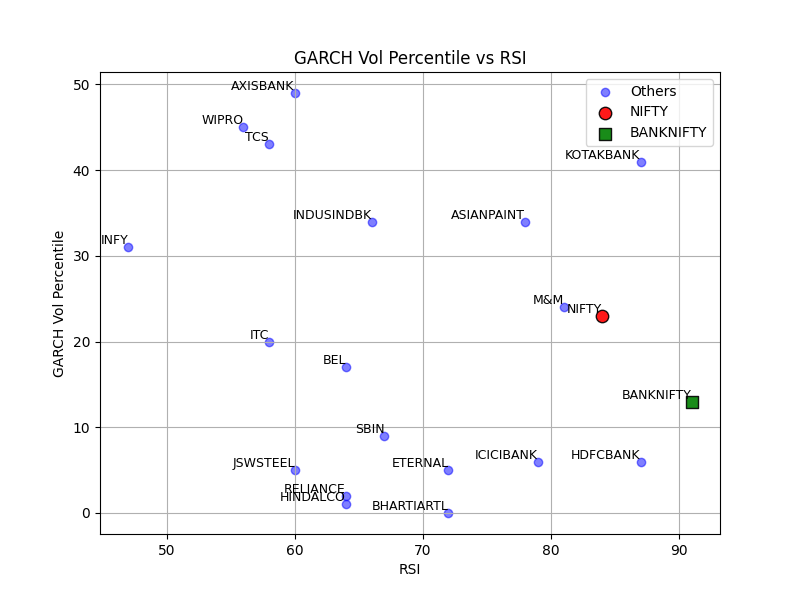 GARCH Vol Percentile vs RSI
Others
NIFTY
BANKNIFTY
AXISBANK
WIPRO
TCS
KOTAKBANK
INDUSINDBK
ASIANPAINT
INFY
M&M
NIFTY
ITC
BEL
BANKNIFTY
SBIN
JSWSTEEL
ETERNAL
ICICIBANK
HDFCBANK
RELIANCE
HINDALCO
BHARTIARTL
50
40
30
20
10
0
GARCH Vol Percentile
50 60 70 80 90
RSI